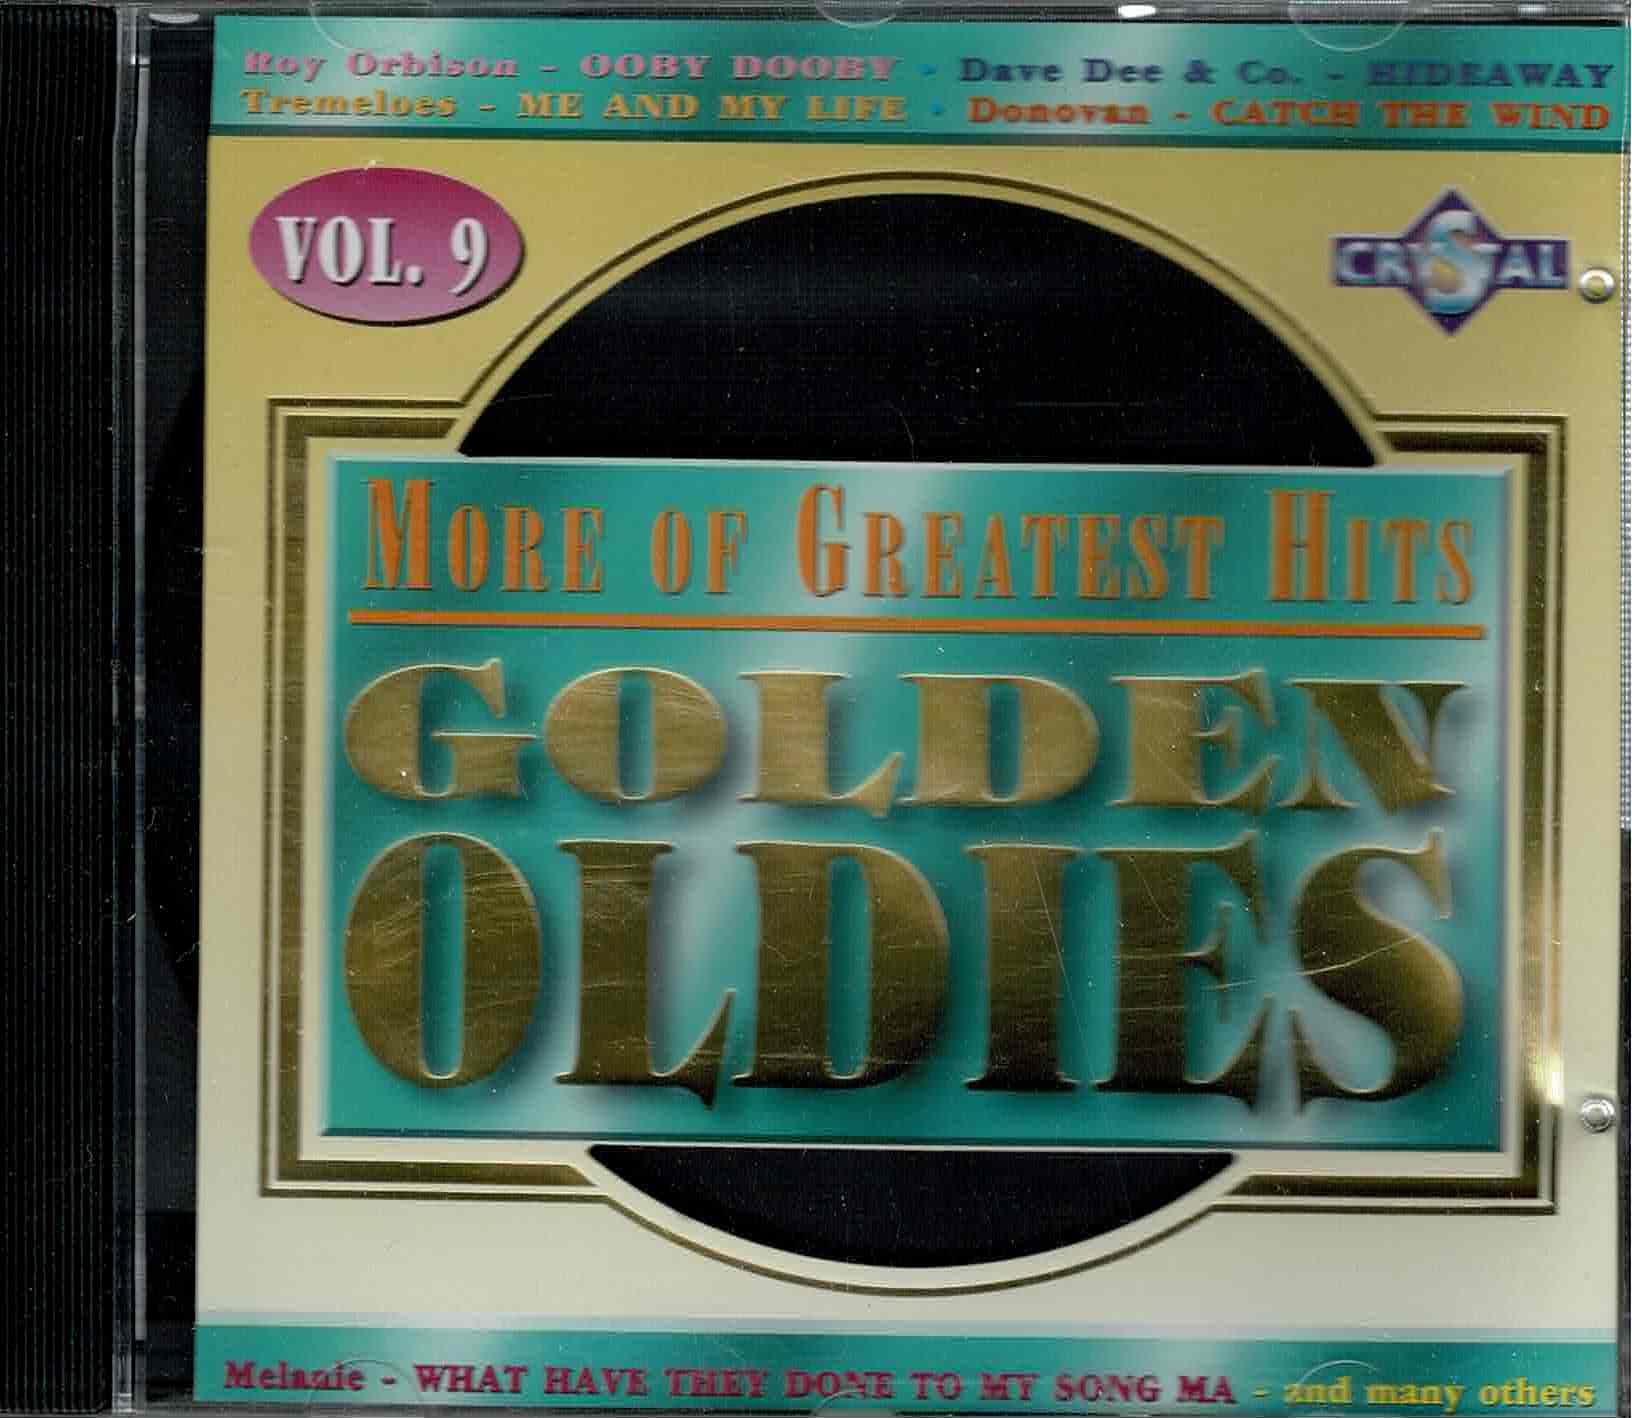 Roy Orbison - OOBY DOOBY · Dave Dee & Co. - HIDEAWAY
Tremeloes - ME AND MY LIFE · Donovan - CATCH THE WIND
VOL. 9
CRYSTAL
MORE OF GREATEST HITS
GOLDEN
OLDIES
Melanie - WHAT HAVE THEY DONE TO MY SONG MA - and many others